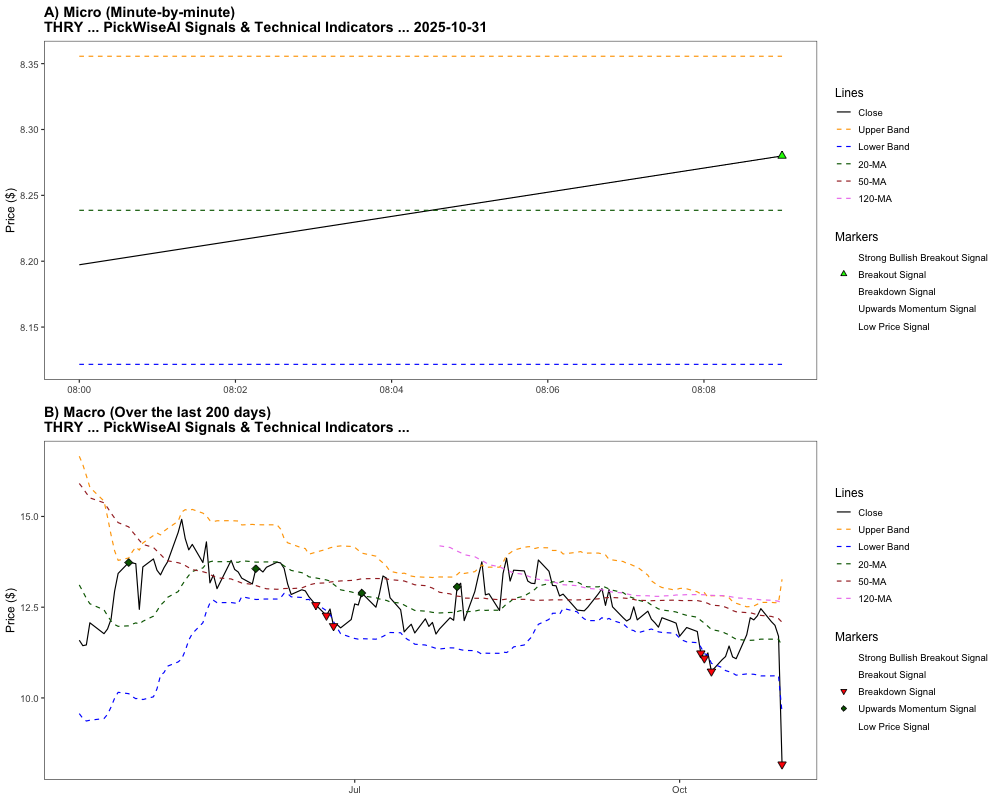 A) Micro (Minute-by-minute)
THRY ... PickWiseAI Signals & Technical Indicators ... 2025-10-31
Price ($)
8.35
8.30
8.25
8.20
8.15
08:00
08:02
08:04
08:06
08:08
Lines
Close
Upper Band
Lower Band
20-MA
50-MA
120-MA
Markers
Strong Bullish Breakout Signal
Breakout Signal
Breakdown Signal
Upwards Momentum Signal
Low Price Signal
B) Macro (Over the last 200 days)
THRY ... PickWiseAI Signals & Technical Indicators ...
Price ($)
15.0
12.5
10.0
Jul
Oct
Lines
Close
Upper Band
Lower Band
20-MA
50-MA
120-MA
Markers
Strong Bullish Breakout Signal
Breakout Signal
Breakdown Signal
Upwards Momentum Signal
Low Price Signal